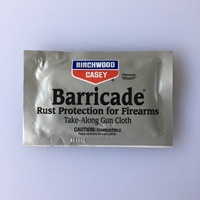 BIRCHWOOD
CASEY
Barricade®
Rust Protection for Firearms
Take-Along Gun Cloth
CAUTION: COMBUSTIBLE